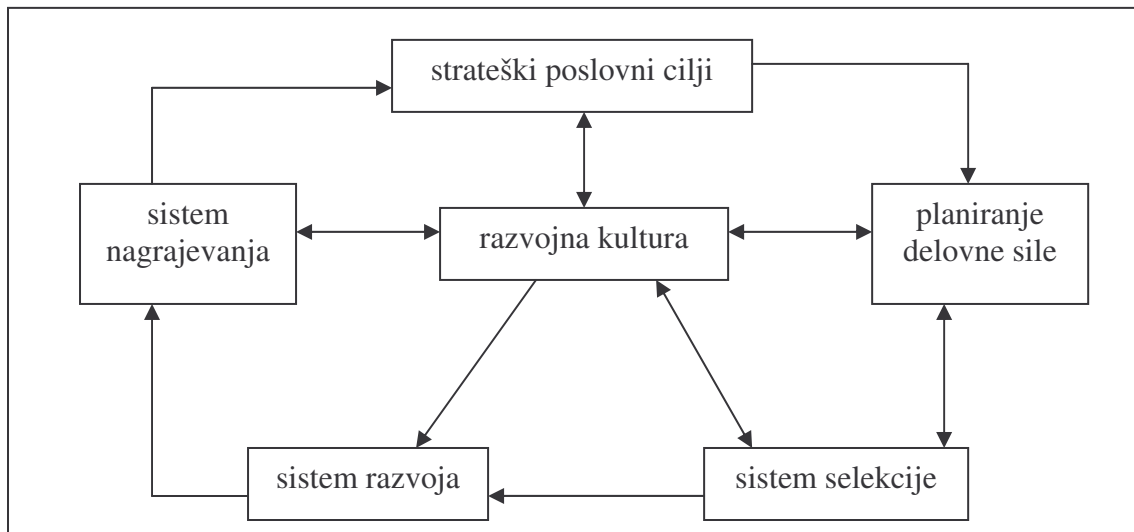 strateški poslovni cilji
sistem
nagrajevanja
razvojna kultura
planiranje
delovne sile
sistem razvoja
sistem selekcije